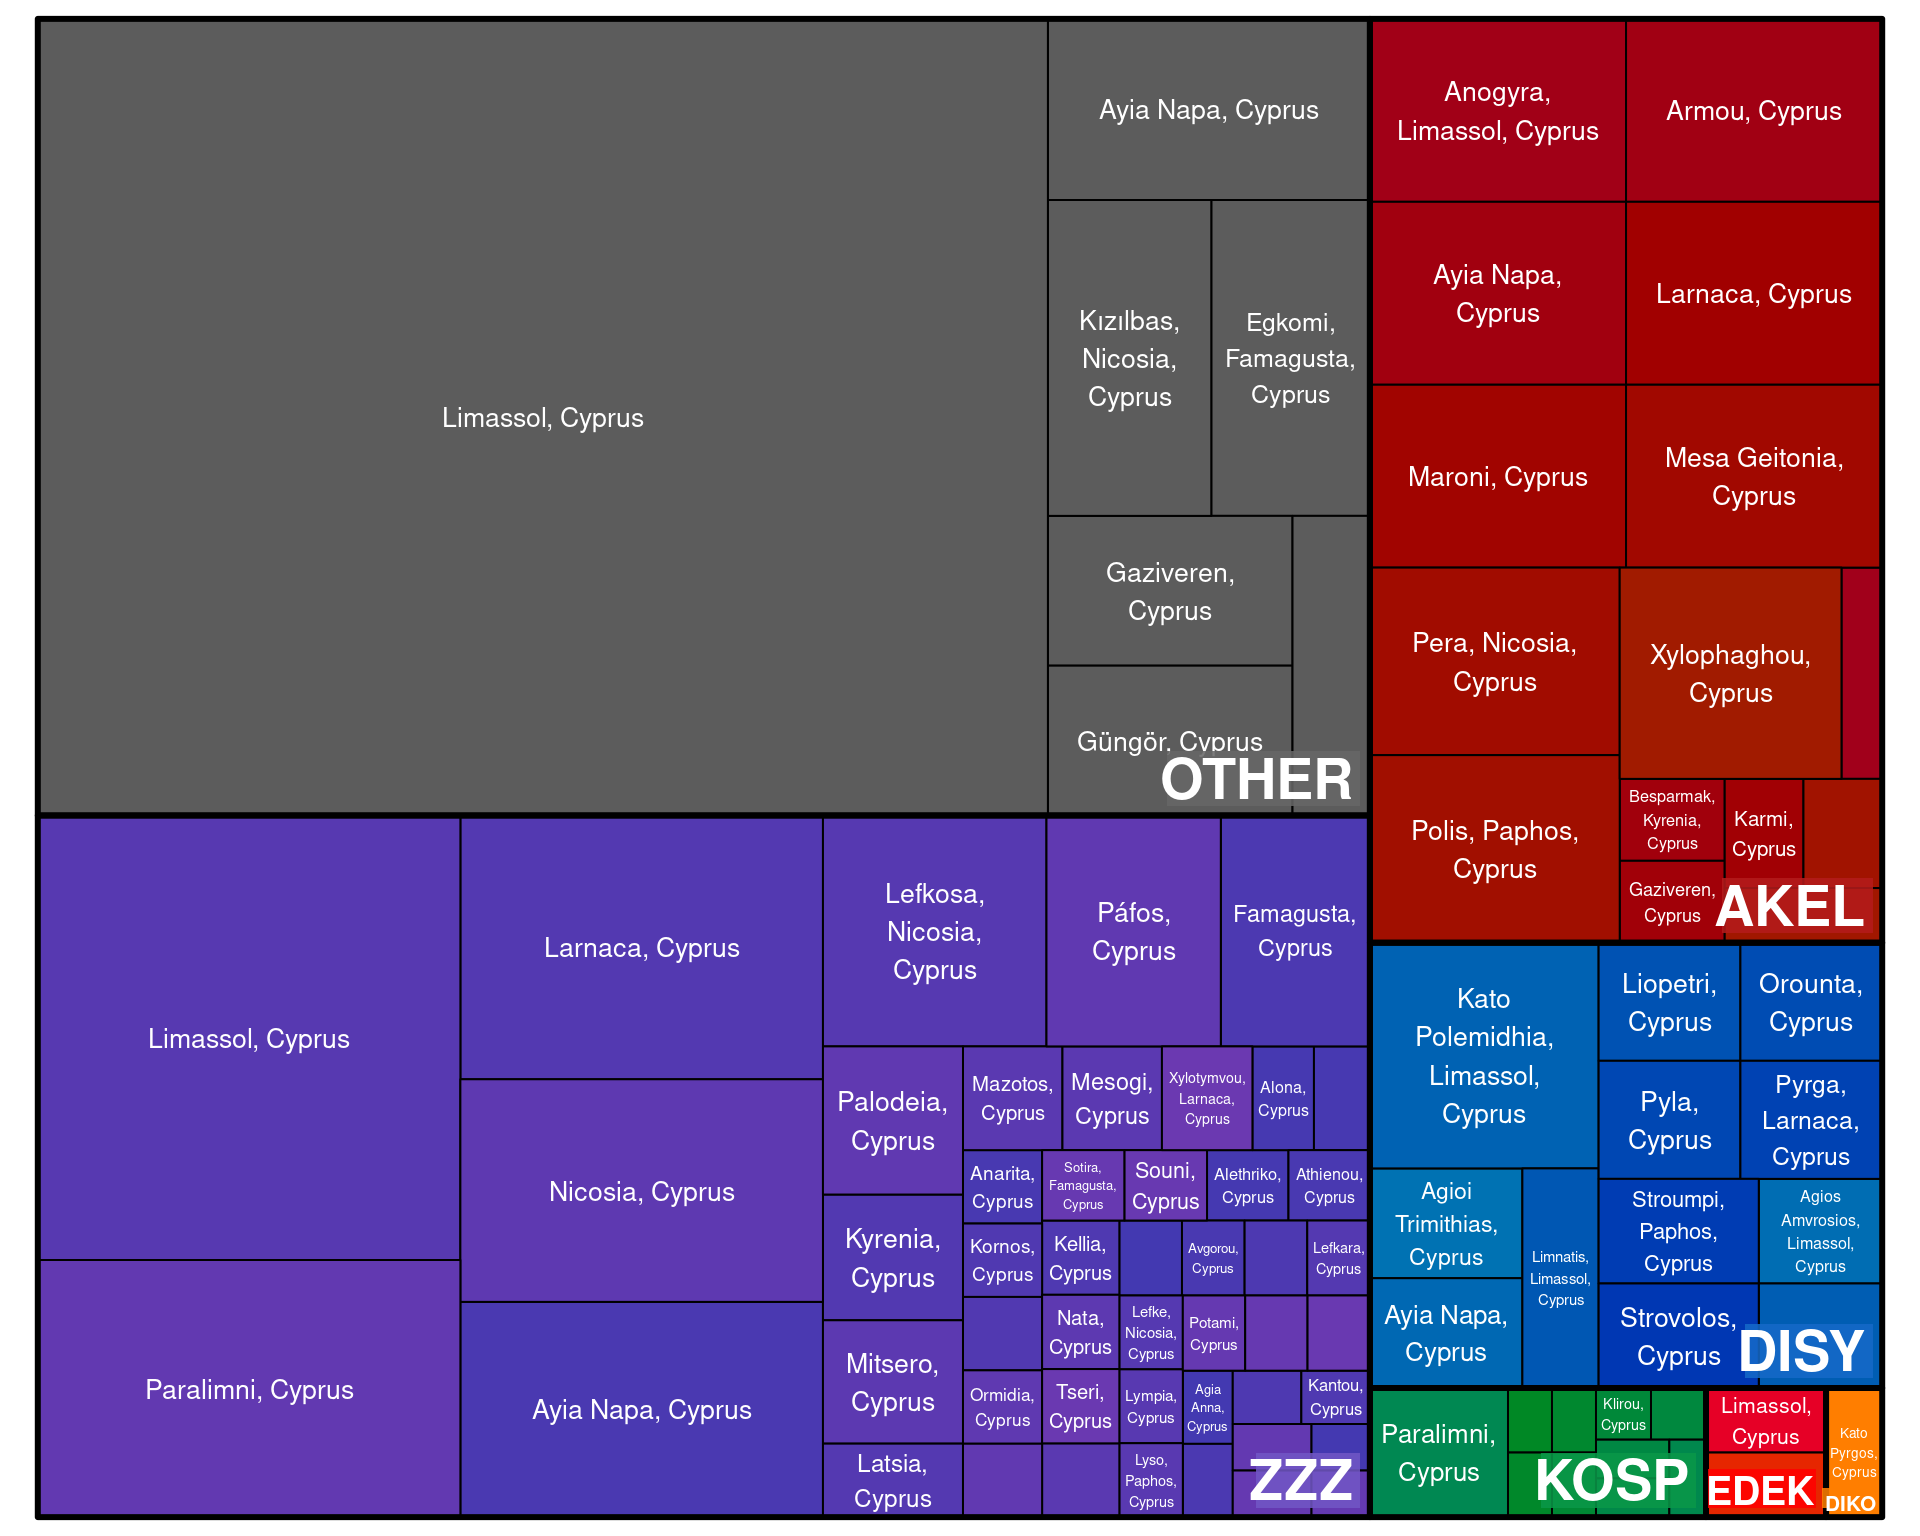 Limassol, Cyprus
Ayia Napa, Cyprus
Kızılbas,
Nicosia,
Cyprus
Egkomi,
Famagusta,
Cyprus
Gaziveren,
Cyprus
Güngör, Cyprus
OTHER
Anogyra,
Limassol, Cyprus
Armou, Cyprus
Ayia Napa,
Cyprus
Larnaca, Cyprus
Maroni, Cyprus
Mesa Geitonia,
Cyprus
Pera, Nicosia,
Cyprus
Xylophaghou,
Cyprus
Polis, Paphos,
Cyprus
Besparmak,
Kyrenia,
Cyprus
Karmi,
Cyprus
Gaziveren,
Cyprus
AKEL
Limassol, Cyprus
Larnaca, Cyprus
Nicosia, Cyprus
Paralimni, Cyprus
Ayia Napa, Cyprus
Lefkosa,
Nicosia,
Cyprus
Páfos,
Cyprus
Famagusta,
Cyprus
Palodeia,
Cyprus
Kyrenia,
Cyprus
Mitsero,
Cyprus
Latsia,
Cyprus
Mazotos,
Cyprus
Mesogi,
Cyprus
Xylotymvou,
Larnaca,
Cyprus
Alona,
Cyprus
Anarita,
Cyprus
Sotira,
Famagusta,
Cyprus
Souni,
Cyprus
Alethriko,
Cyprus
Athienou,
Cyprus
Kornos,
Cyprus
Kellia,
Cyprus
Avgorou,
Cyprus
Lefkara,
Cyprus
Nata,
Cyprus
Lefke,
Nicosia,
Cyprus
Potami,
Cyprus
Ormidia,
Cyprus
Tseri,
Cyprus
Lympia,
Cyprus
Agia
Anna,
Cyprus
Kantou,
Cyprus
Lyso,
Paphos,
Cyprus
ZZZ
Kato
Polemidhia,
Limassol,
Cyprus
Liopetri,
Cyprus
Orounta,
Cyprus
Pyla,
Cyprus
Pyrga,
Larnaca,
Cyprus
Agioi
Trimithias,
Cyprus
Limnatis,
Limassol,
Cyprus
Stroumpi,
Paphos,
Cyprus
Agios
Amvrosios,
Limassol,
Cyprus
Ayia Napa,
Cyprus
Strovolos,
Cyprus
DISY
Paralimni,
Cyprus
Klirou,
Cyprus
KOSP
Limassol,
Cyprus
EDEK
Kato
Pyrgos,
Cyprus
DIKO